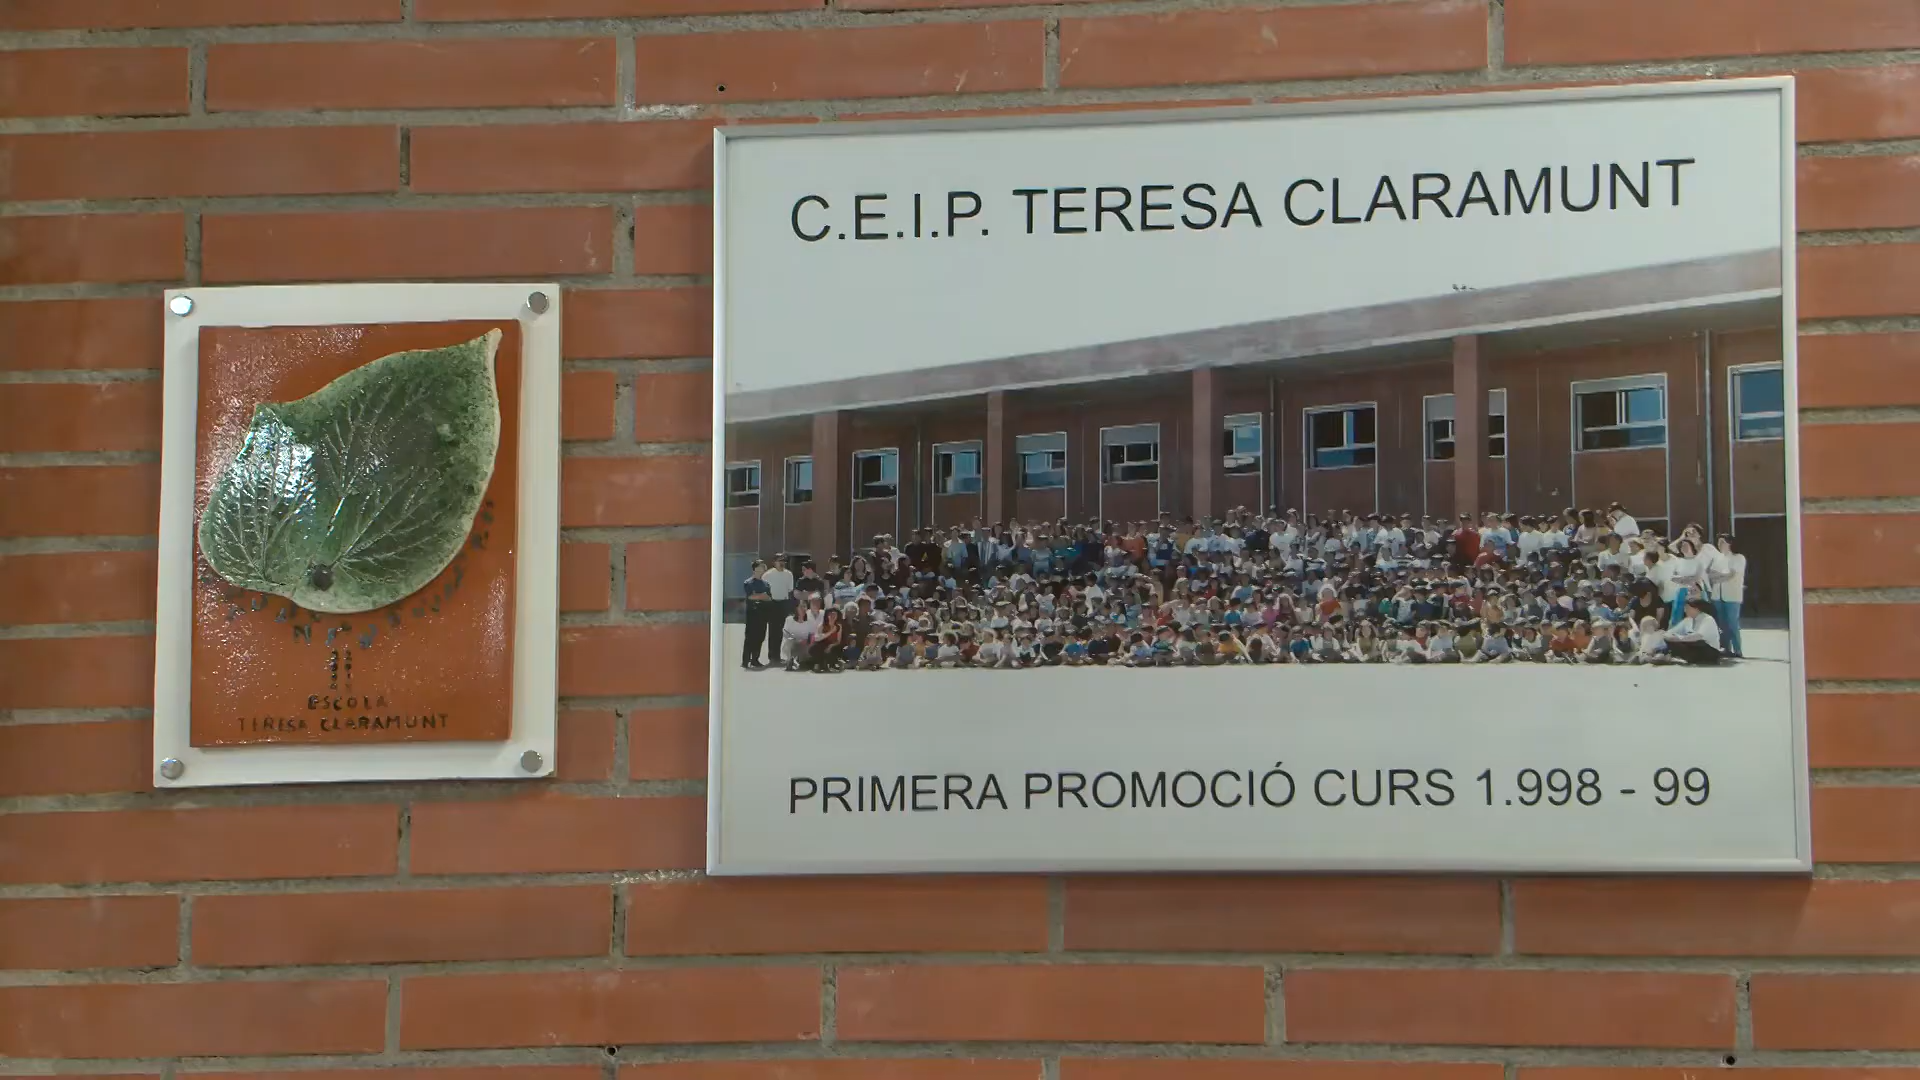 C.E.I.P. TERESA CLARAMUNT
PRIMERA PROMOCIÓ CURS 1.998 - 99
ESCOLA
TERESA CLARAMUNT